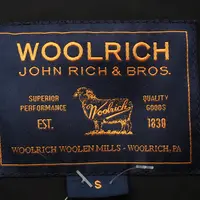 WOOLRICH
JOHN RICH & BROS.
SUPERIOR PERFORMANCE
QUALITY GOODS
Woolrich
EST.
1830
WOOLRICH WOOLEN MILLS - WOOLRICH, PA
S